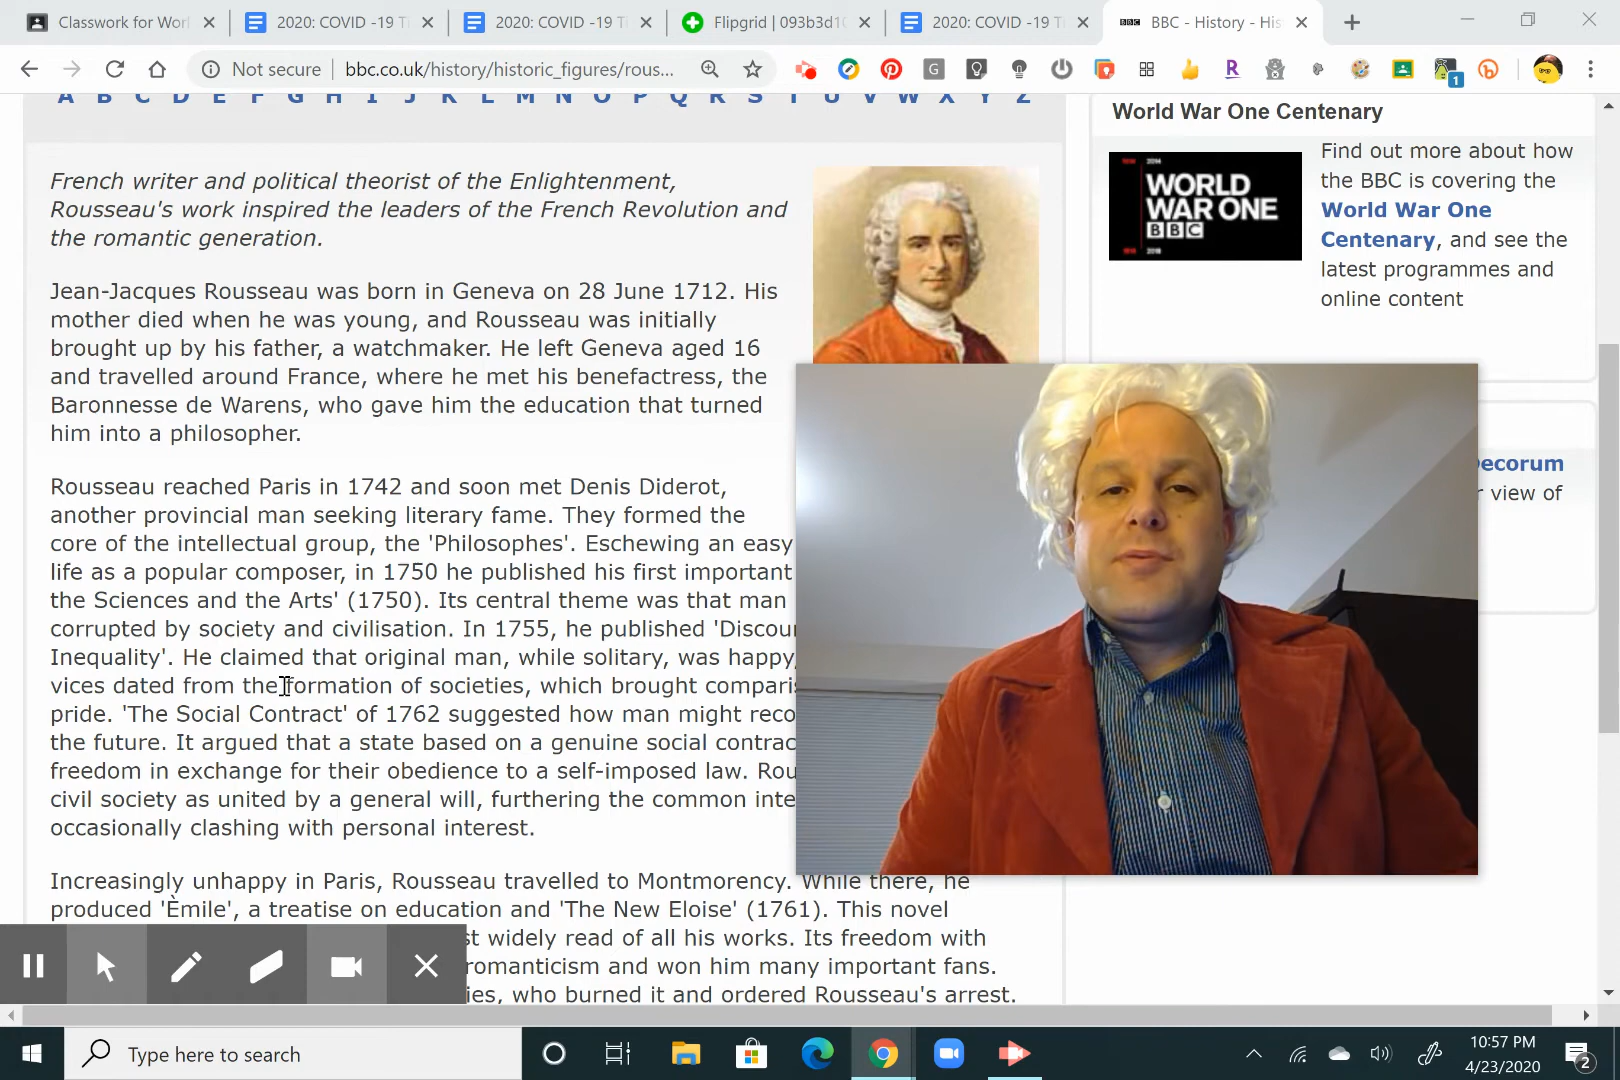 Classwork for Worl
2020: COVID -19 Ti
2020: COVID -19 Ti
Flipgrid | 093b3d10
2020: COVID -19 Ti
BBC - History - His
Not secure
bbc.co.uk/history/historic_figures/rous...
A B C D E F G H I J K L M N O P Q R S T U V W X Y Z
French writer and political theorist of the Enlightenment,
Rousseau's work inspired the leaders of the French Revolution and
the romantic generation.
Jean-Jacques Rousseau was born in Geneva on 28 June 1712. His
mother died when he was young, and Rousseau was initially
brought up by his father, a watchmaker. He left Geneva aged 16
and travelled around France, where he met his benefactress, the
Baronnesse de Warens, who gave him the education that turned
him into a philosopher.
Rousseau reached Paris in 1742 and soon met Denis Diderot,
another provincial man seeking literary fame. They formed the
core of the intellectual group, the 'Philosophes'. Eschewing an easy
life as a popular composer, in 1750 he published his first important
the Sciences and the Arts' (1750). Its central theme was that man
corrupted by society and civilisation. In 1755, he published 'Discour
Inequality'. He claimed that original man, while solitary, was happy,
vices dated from the formation of societies, which brought comparis
pride. 'The Social Contract' of 1762 suggested how man might reco
the future. It argued that a state based on a genuine social contrac
freedom in exchange for their obedience to a self-imposed law. Rou
civil society as united by a general will, furthering the common inte
occasionally clashing with personal interest.
Increasingly unhappy in Paris, Rousseau travelled to Montmorency. While there, he
produced 'Èmile', a treatise on education and 'The New Eloise' (1761). This novel
st widely read of all his works. Its freedom with
romanticism and won him many important fans.
ies, who burned it and ordered Rousseau's arrest.
World War One Centenary
2014
WORLD
WAR ONE
BBC
2018
Find out more about how
the BBC is covering the
World War One
Centenary, and see the
latest programmes and
online content
Decorum
r view of
Type here to search
10:57 PM
4/23/2020
2